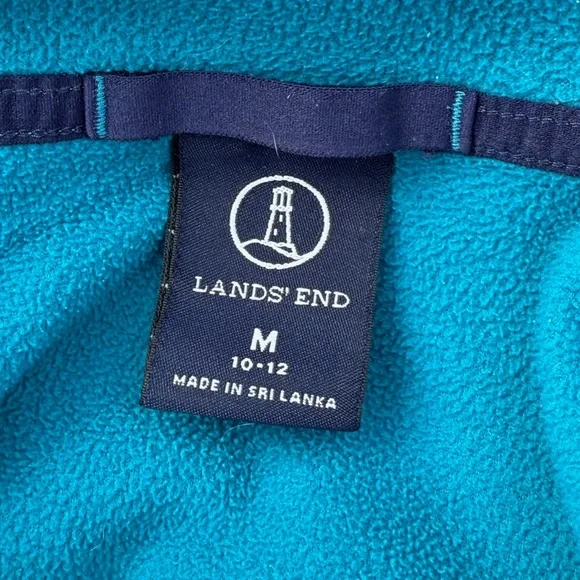 LANDS' END
M
10•12
MADE IN SRI LANKA